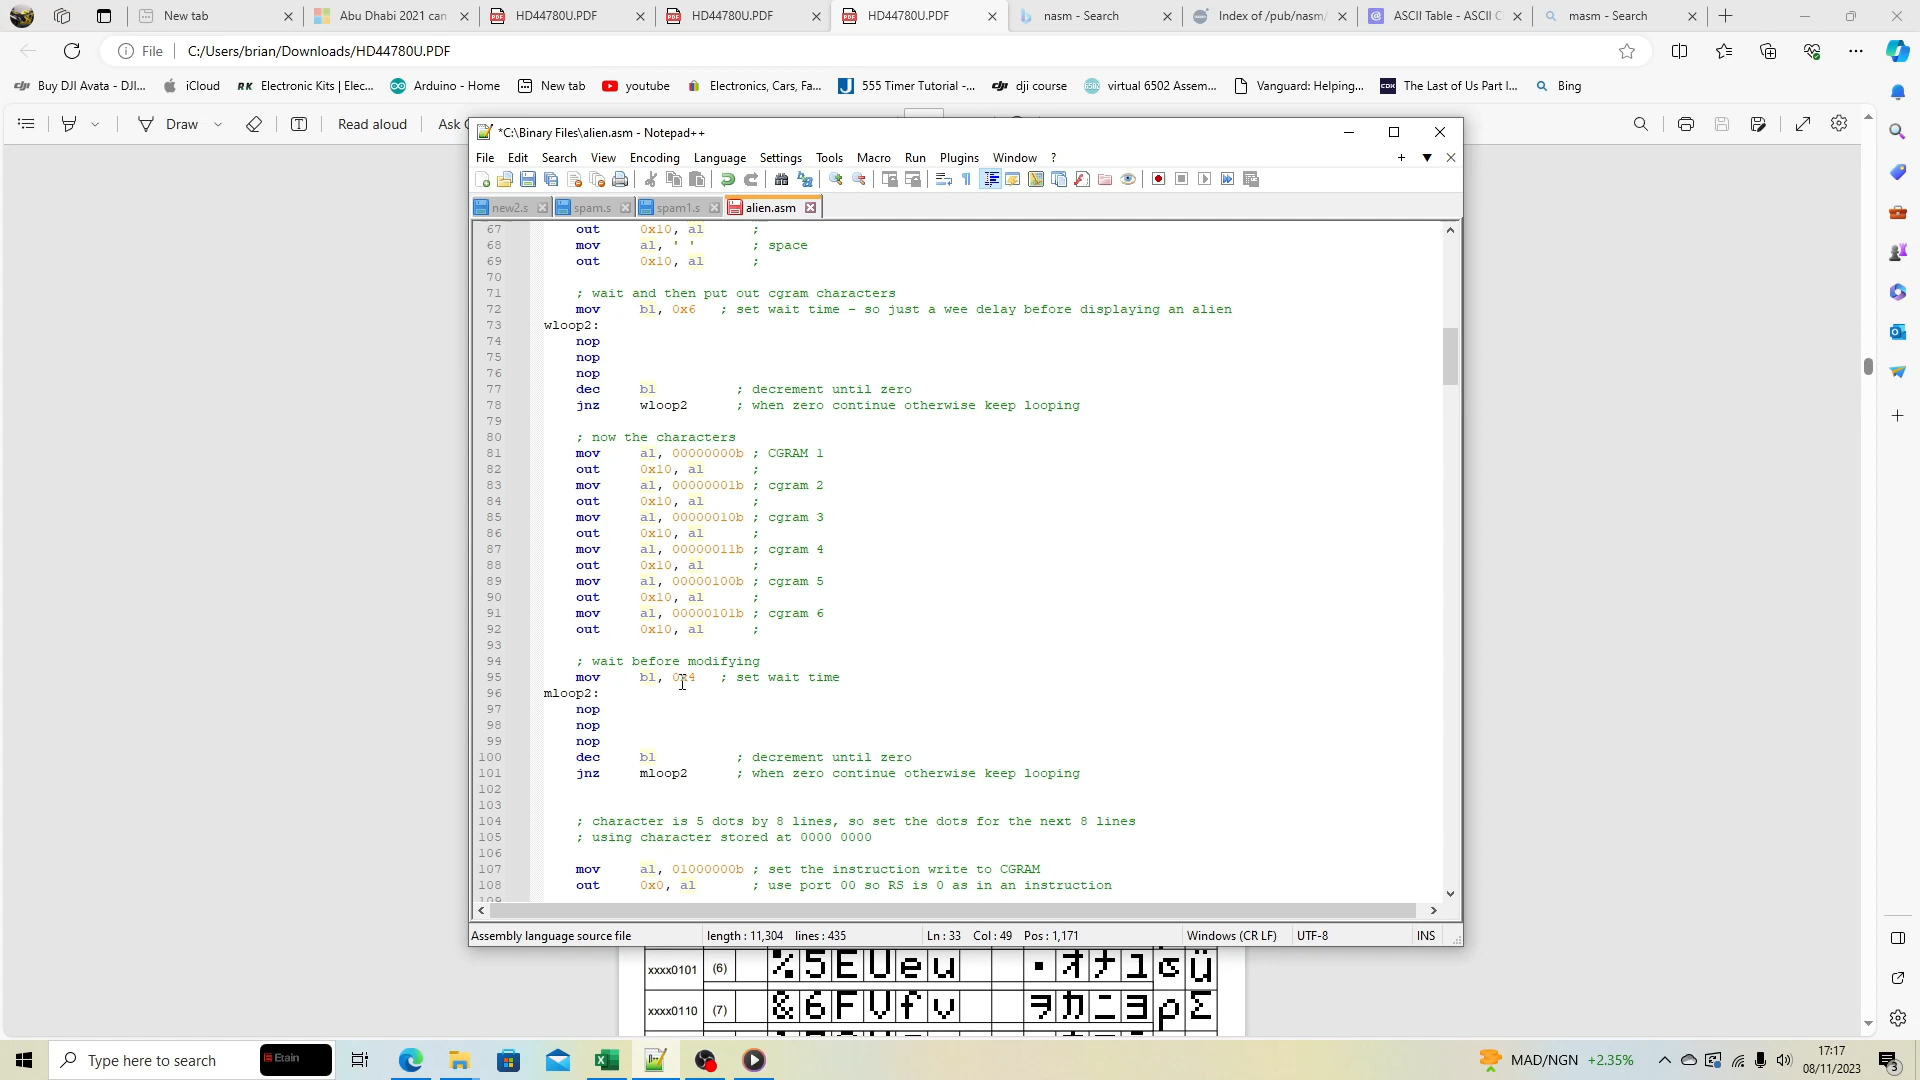 New tab
Abu Dhabi 2021 can
HD44780U.PDF
HD44780U.PDF
HD44780U.PDF
nasm - Search
Index of /pub/nasm/
ASCII Table - ASCII C
masm - Search
File
C:/Users/brian/Downloads/HD44780U.PDF
Buy DJI Avata - DJI...
iCloud
RK Electronic Kits | Elec...
Arduino - Home
New tab
youtube
Electronics, Cars, Fa...
555 Timer Tutorial -...
dji course
virtual 6502 Assem...
Vanguard: Helping...
The Last of Us Part I...
Bing
Draw
Read aloud
Ask
*C:\Binary Files\alien.asm - Notepad++
File Edit Search View Encoding Language Settings Tools Macro Run Plugins Window ?
new2.s
spam.s
spam1.s
alien.asm
67 out 0x10, al ;
68 mov al, ' ' ; space
69 out 0x10, al ;
70
71 ; wait and then put out cgram characters
72 mov bl, 0x6 ; set wait time - so just a wee delay before displaying an alien
73 wloop2:
74 nop
75 nop
76 nop
77 dec bl ; decrement until zero
78 jnz wloop2 ; when zero continue otherwise keep looping
79
80 ; now the characters
81 mov al, 00000000b ; CGRAM 1
82 out 0x10, al ;
83 mov al, 00000001b ; cgram 2
84 out 0x10, al ;
85 mov al, 00000010b ; cgram 3
86 out 0x10, al ;
87 mov al, 00000011b ; cgram 4
88 out 0x10, al ;
89 mov al, 00000100b ; cgram 5
90 out 0x10, al ;
91 mov al, 00000101b ; cgram 6
92 out 0x10, al ;
93
94 ; wait before modifying
95 mov bl, 0x4 ; set wait time
96 mloop2:
97 nop
98 nop
99 nop
100 dec bl ; decrement until zero
101 jnz mloop2 ; when zero continue otherwise keep looping
102
103
104 ; character is 5 dots by 8 lines, so set the dots for the next 8 lines
105 ; using character stored at 0000 0000
106
107 mov al, 01000000b ; set the instruction write to CGRAM
108 out 0x0, al ; use port 00 so RS is 0 as in an instruction
109
Assembly language source file length : 11,304 lines : 435 Ln : 33 Col : 49 Pos : 1,171 Windows (CR LF) UTF-8 INS
xxxx0101 (6) % 5 E U e u ・ オ ナ ユ σ ü
xxxx0110 (7) & 6 F V f v ヲ カ ニ ヨ ρ Σ
Type here to search
Etain
MAD/NGN +2.35%
17:17
08/11/2023
3